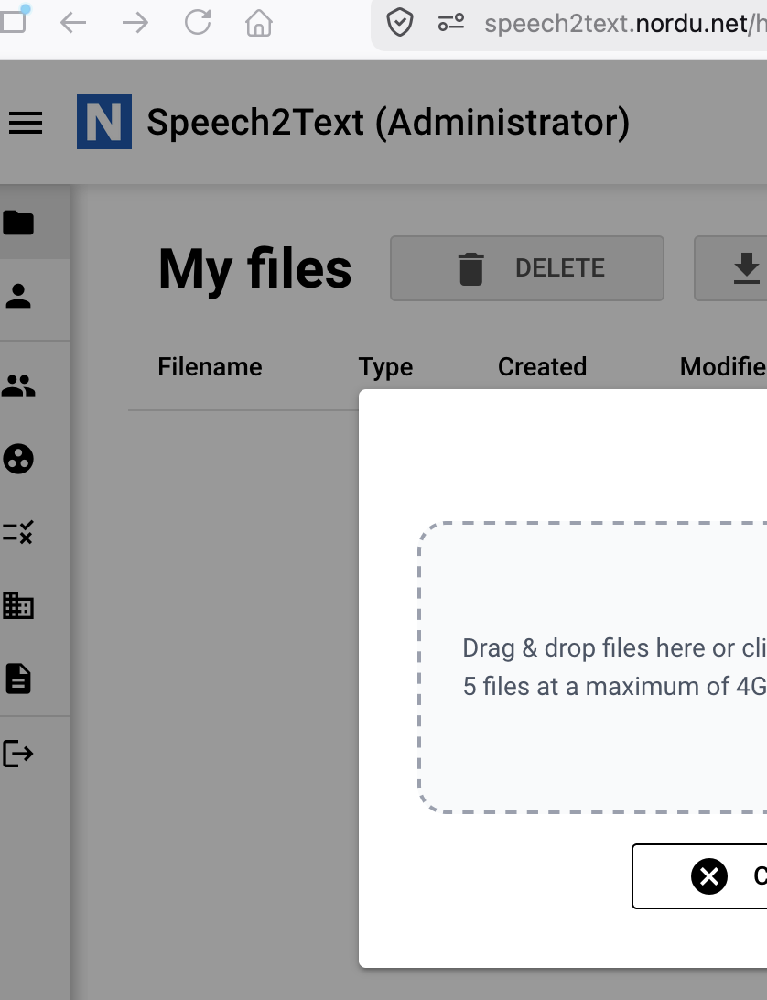 speech2text.nordu.net/h
N Speech2Text (Administrator)
My files
DELETE
Filename Type Created Modifie
Drag & drop files here or cli
5 files at a maximum of 4G
C